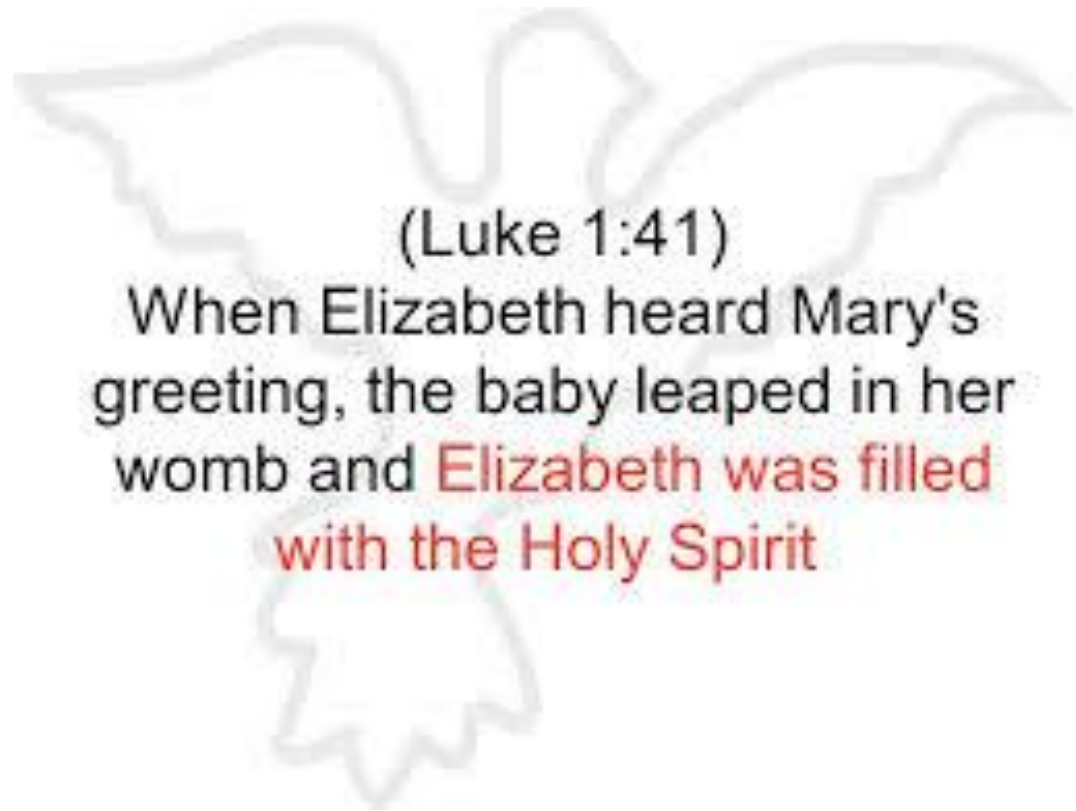 (Luke 1:41)
When Elizabeth heard Mary's
greeting, the baby leaped in her
womb and Elizabeth was filled
with the Holy Spirit